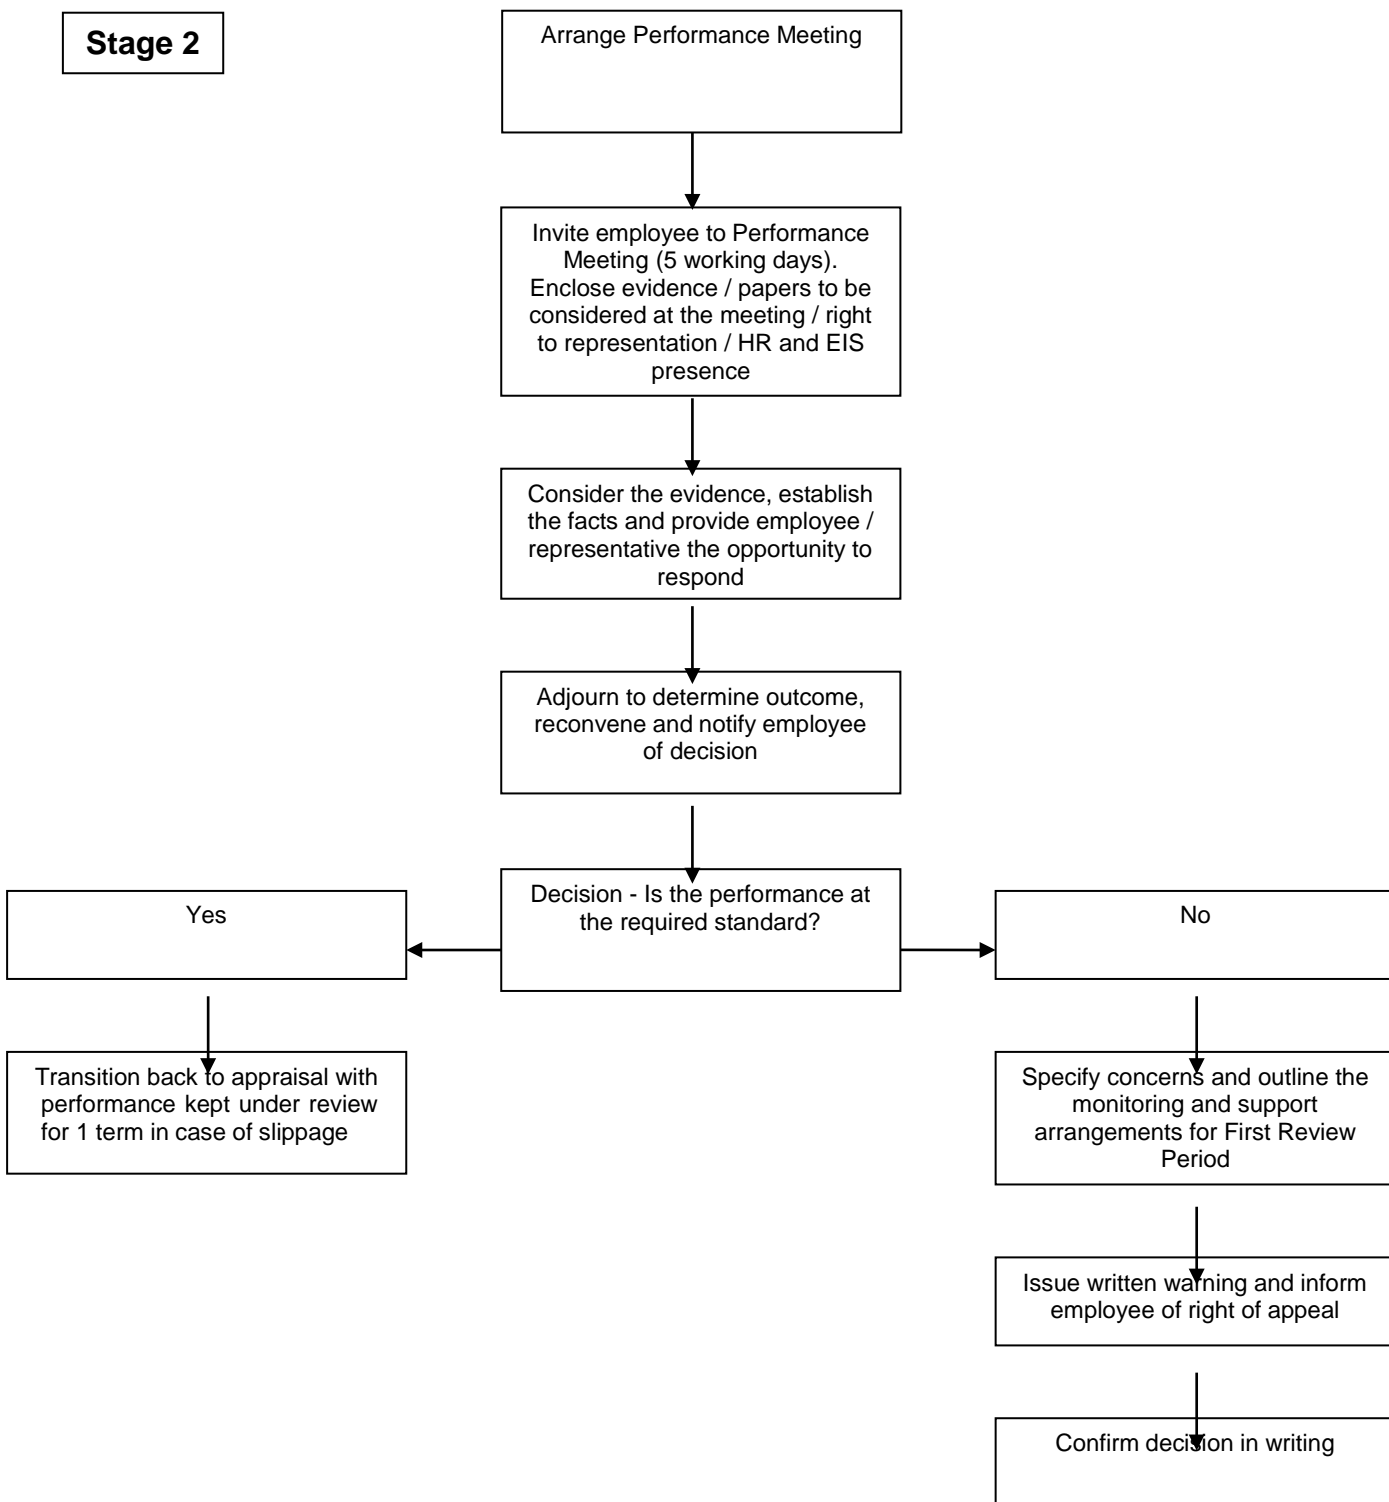 Stage 2
Arrange Performance Meeting
Invite employee to Performance
Meeting (5 working days).
Enclose evidence / papers to be
considered at the meeting / right
to representation / HR and EIS
presence
Consider the evidence, establish
the facts and provide employee /
representative the opportunity to
respond
Adjourn to determine outcome,
reconvene and notify employee
of decision
Decision - Is the performance at
the required standard?
Yes
No
Transition back to appraisal with
performance kept under review
for 1 term in case of slippage
Specify concerns and outline the
monitoring and support
arrangements for First Review
Period
Issue written warning and inform
employee of right of appeal
Confirm decision in writing